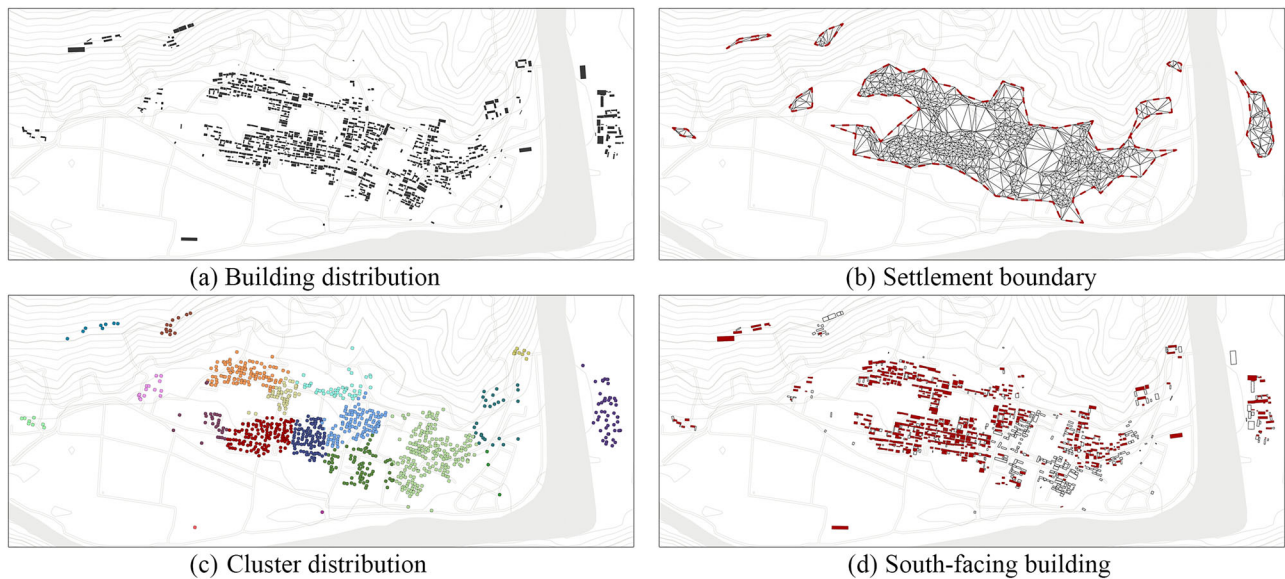 (a) Building distribution
(b) Settlement boundary
(c) Cluster distribution
(d) South-facing building